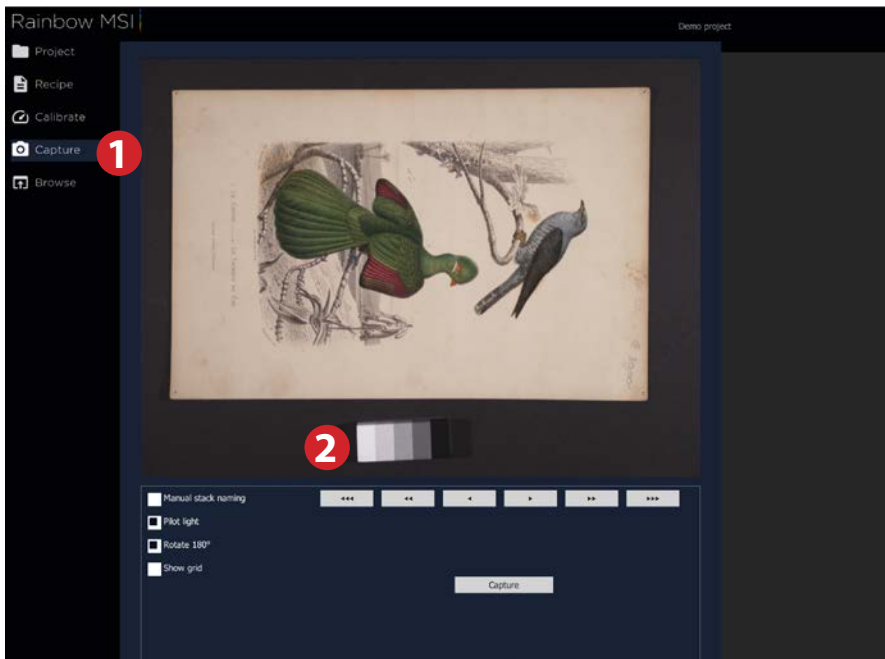 Rainbow MSI
Demo project
Project
Recipe
Calibrate
Capture
1
Browse
2
Manual stack naming
Pilot light
Rotate 180°
Show grid
Capture